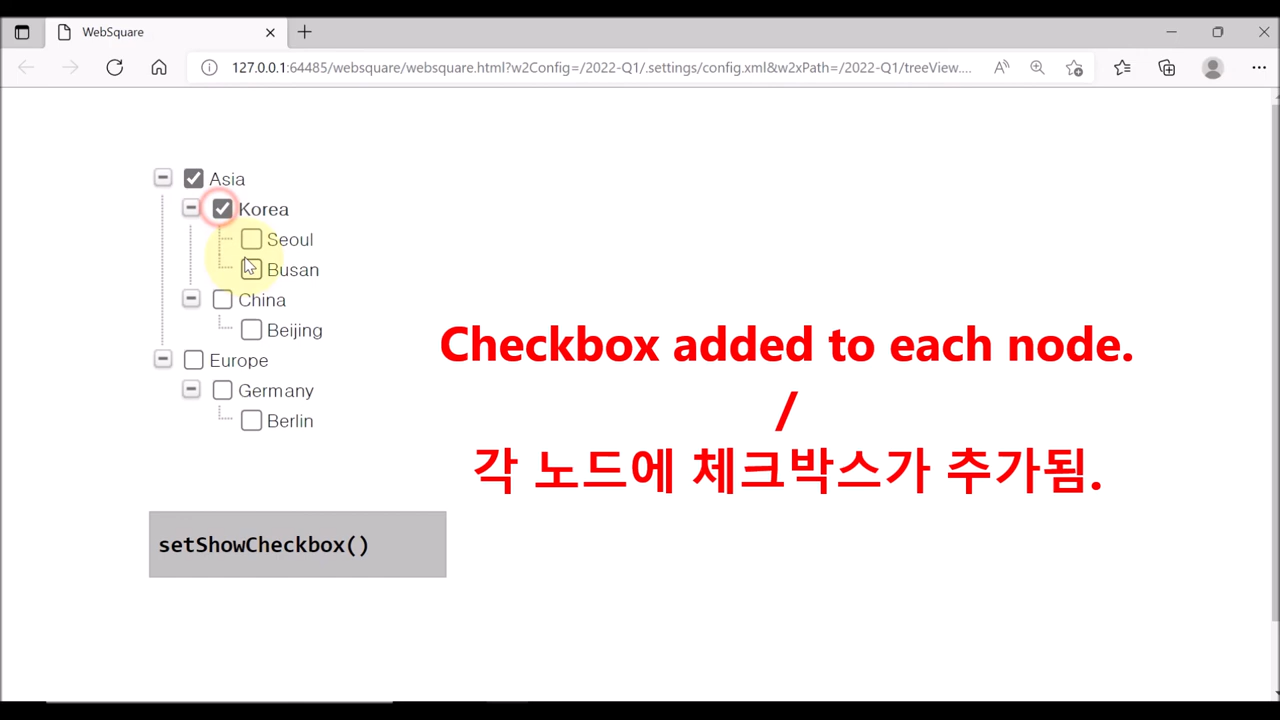 WebSquare
127.0.0.1:64485/websquare/websquare.html?w2Config=/2022-Q1/.settings/config.xml&w2xPath=/2022-Q1/treeView....
Asia
Korea
Seoul
Busan
China
Beijing
Europe
Germany
Berlin
Checkbox added to each node.
/
각 노드에 체크박스가 추가됨.
setShowCheckbox()